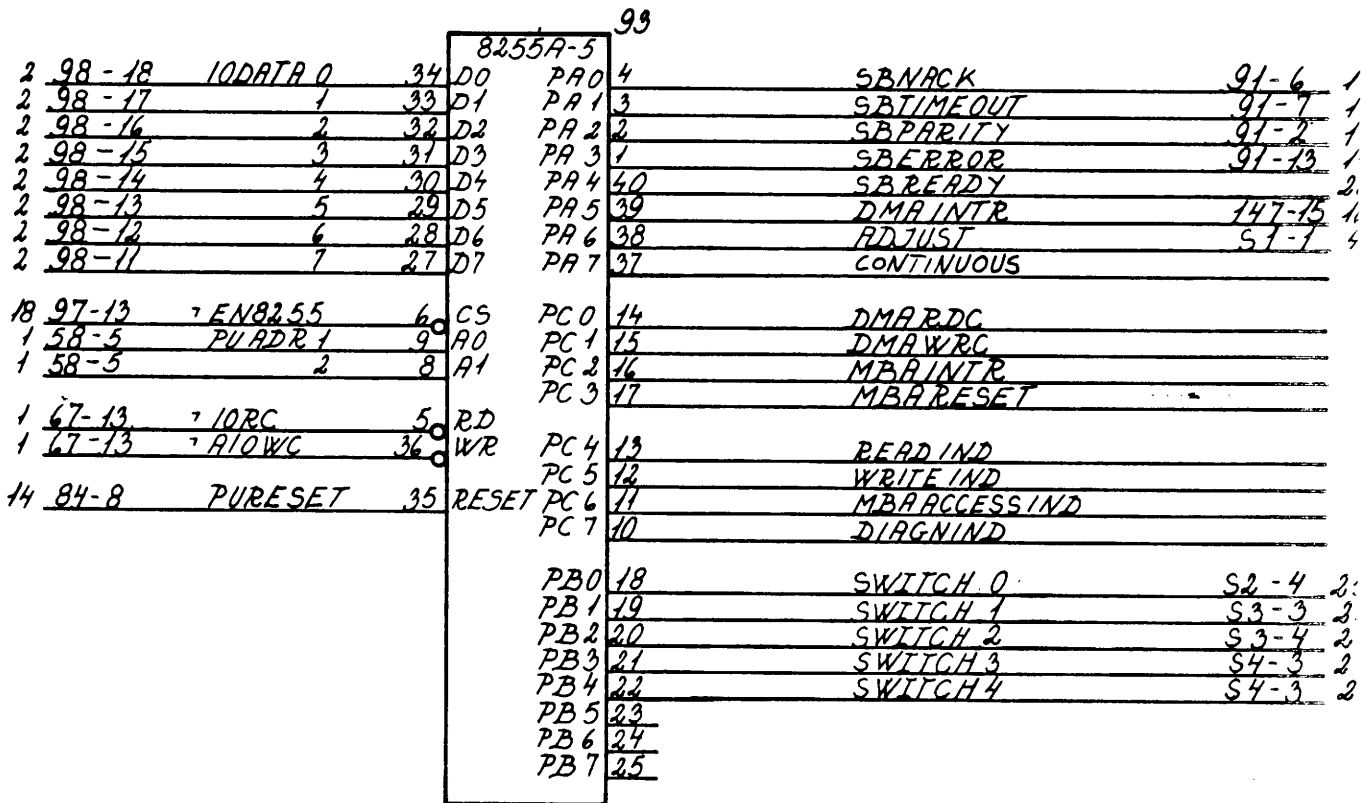 93
8255A-5
2 98-18 IODATA 0 34 D0 PA0 4 SBNACK 91-6 1
2 98-17 1 33 D1 PA1 3 SBTIMEOUT 91-7 1
2 98-16 2 32 D2 PA2 2 SBPARITY 91-2 1
2 98-15 3 31 D3 PA3 1 SBERROR 91-13 1
2 98-14 4 30 D4 PA4 40 SBREADY 2
2 98-13 5 29 D5 PA5 39 DMAINTR 147-15
2 98-12 6 28 D6 PA6 38 ADJUST S1-1 4
2 98-11 7 27 D7 PA7 37 CONTINUOUS
18 97-13 ¬EN8255 6 CS PC0 14 DMARDC
1 58-5 PUADR 1 9 A0 PC1 15 DMAWRC
1 58-5 2 8 A1 PC2 16 MBAINTR
PC3 17 MBARESET
1 67-13 ¬IORC 5 RD
1 67-13 ¬AIOWC 36 WR PC4 13 READIND
PC5 12 WRITEIND
14 84-8 PURESET 35 RESET PC6 11 MBAACCESSIND
PC7 10 DIAGNIND
PB0 18 SWITCH 0 S2-4 2
PB1 19 SWITCH 1 S3-3 2
PB2 20 SWITCH 2 S3-4 2
PB3 21 SWITCH 3 S4-3 2
PB4 22 SWITCH 4 S4-3 2
PB5 23
PB6 24
PB7 25